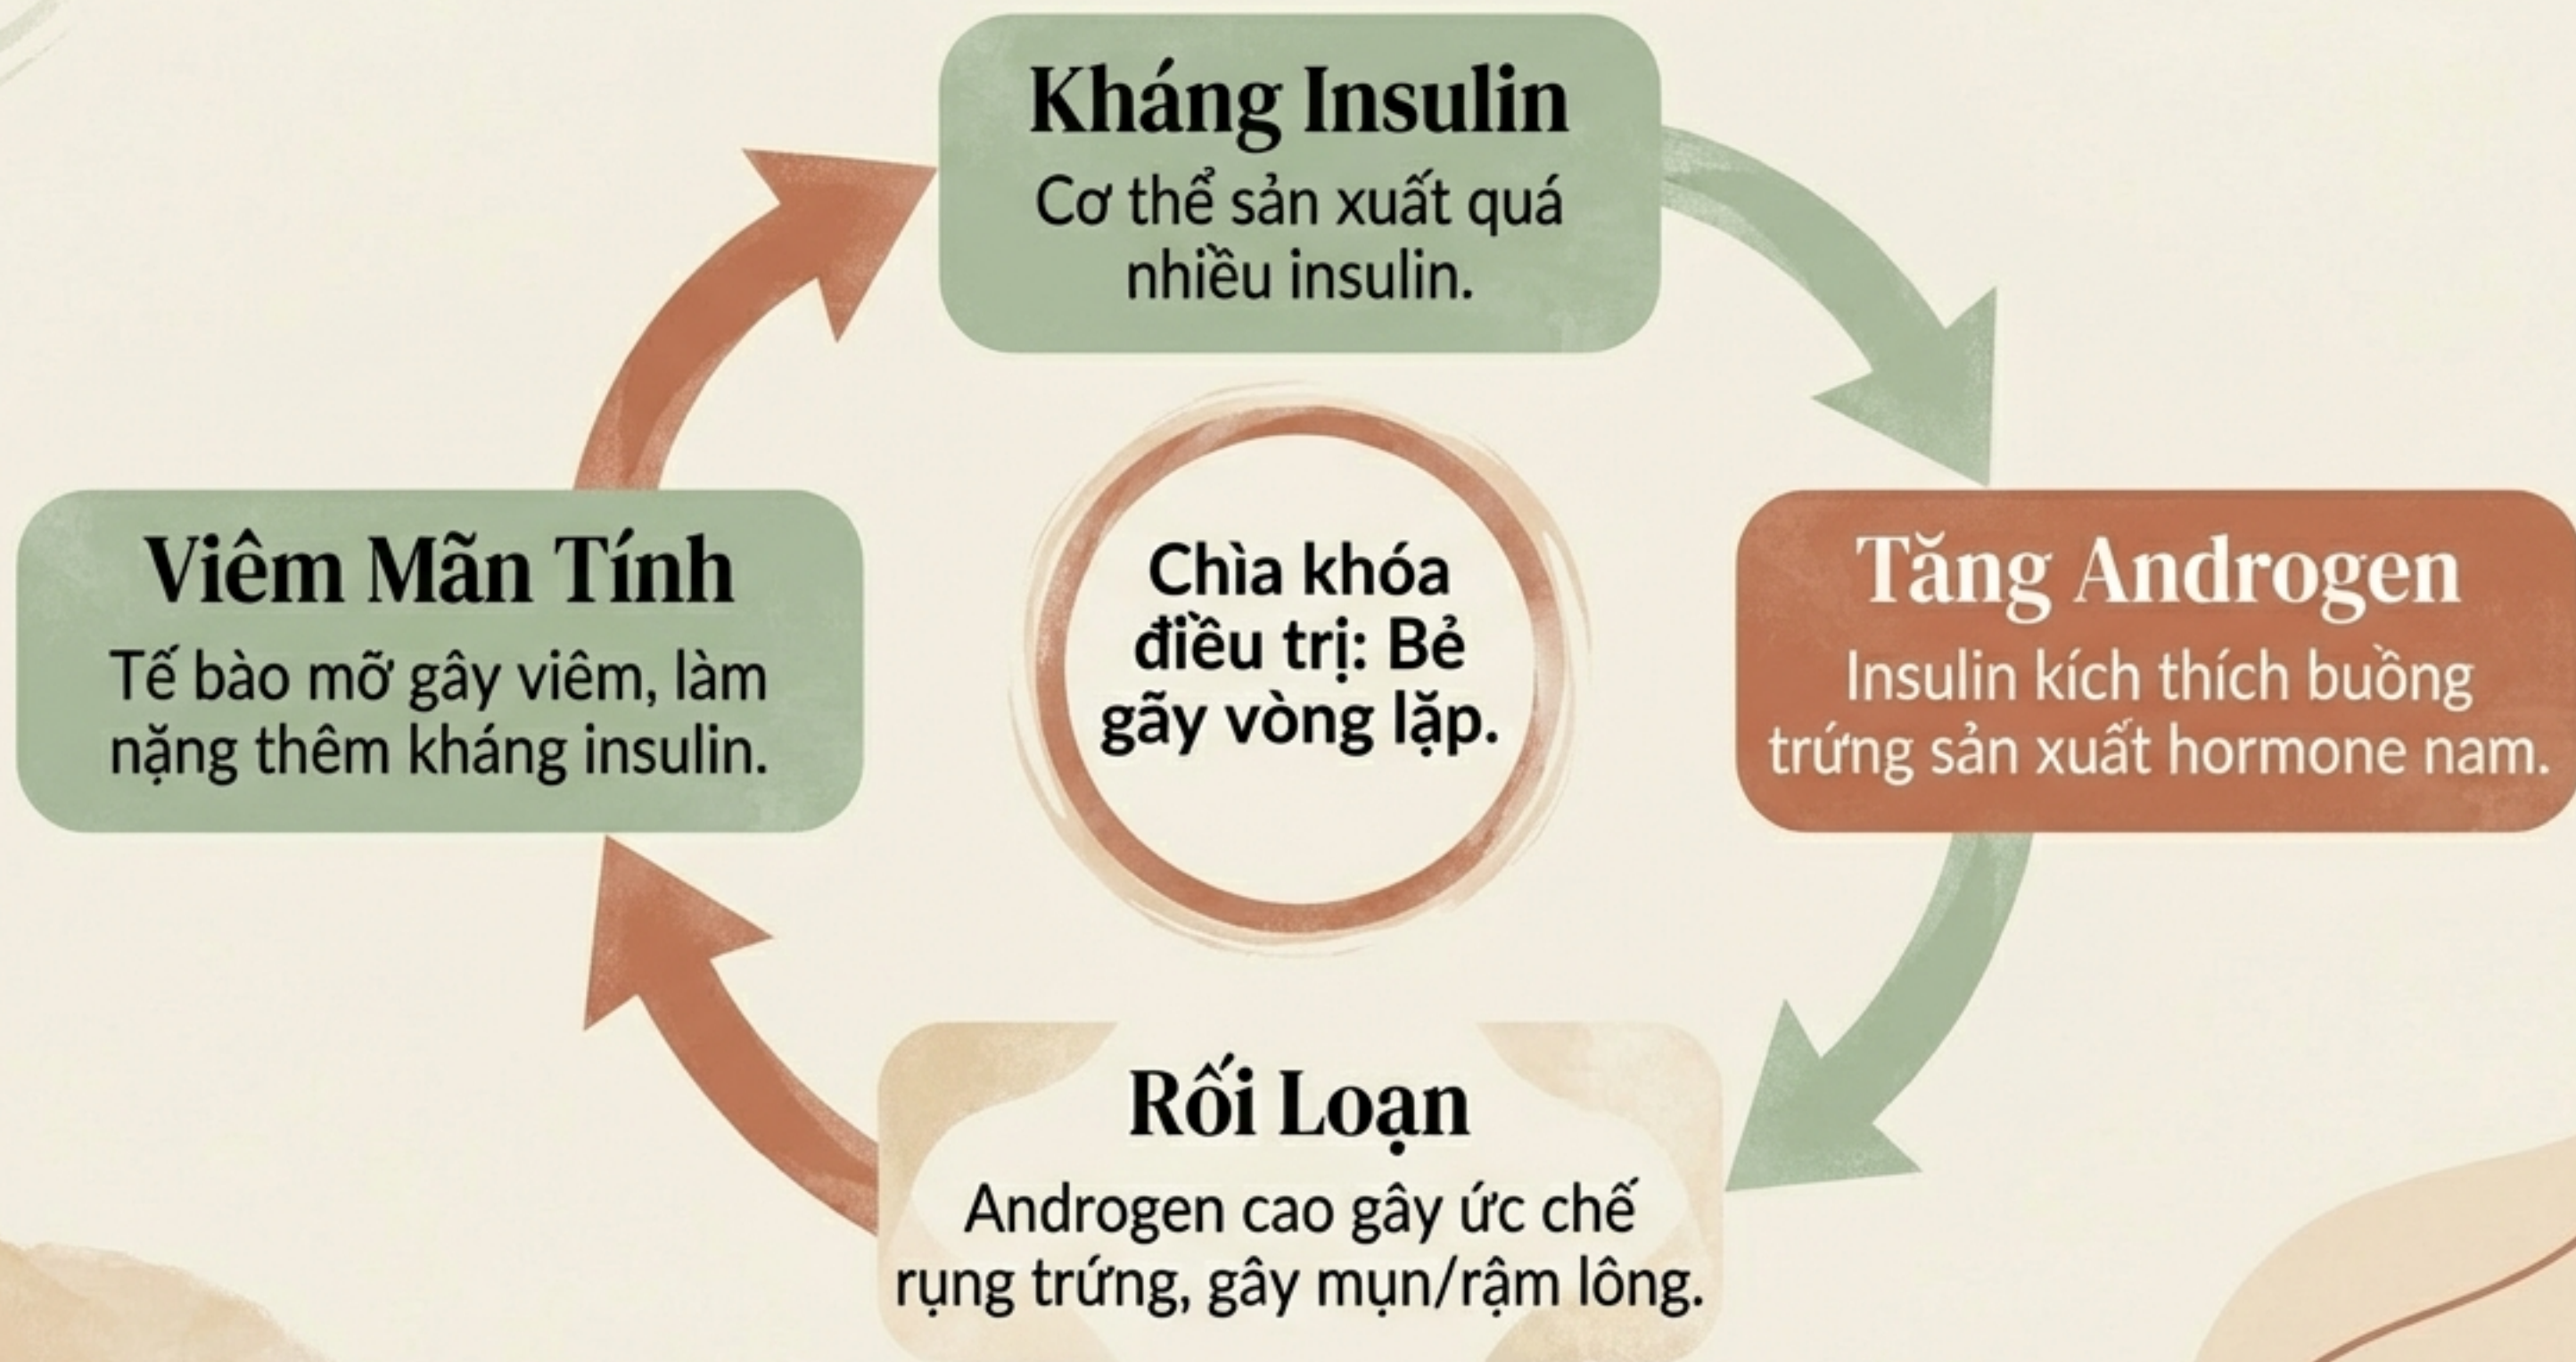 Kháng Insulin
Cơ thể sản xuất quá
nhiều insulin.
Viêm Mãn Tính
Tế bào mỡ gây viêm, làm
nặng thêm kháng insulin.
Chìa khóa
điều trị: Bẻ
gãy vòng lặp.
Tăng Androgen
Insulin kích thích buồng
trứng sản xuất hormone nam.
Rối Loạn
Androgen cao gây ức chế
rụng trứng, gây mụn/rậm lông.